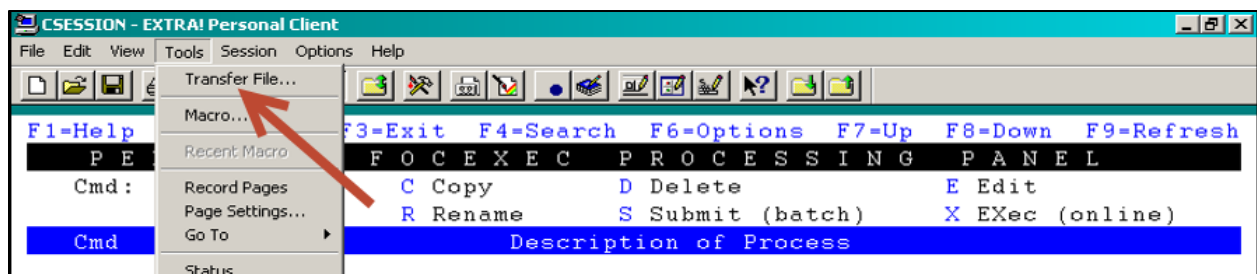 CSESSION - EXTRA! Personal Client
File Edit View Tools Session Options Help
Transfer File...
Macro...
F1=Help F3=Exit F4=Search F6=Options F7=Up F8=Down F9=Refresh
Recent Macro
P E F O C E X E C P R O C E S S I N G P A N E L
Cmd: Record Pages C Copy D Delete E Edit
Page Settings... R Rename S Submit (batch) X EXec (online)
Cmd Go To Description of Process
Status